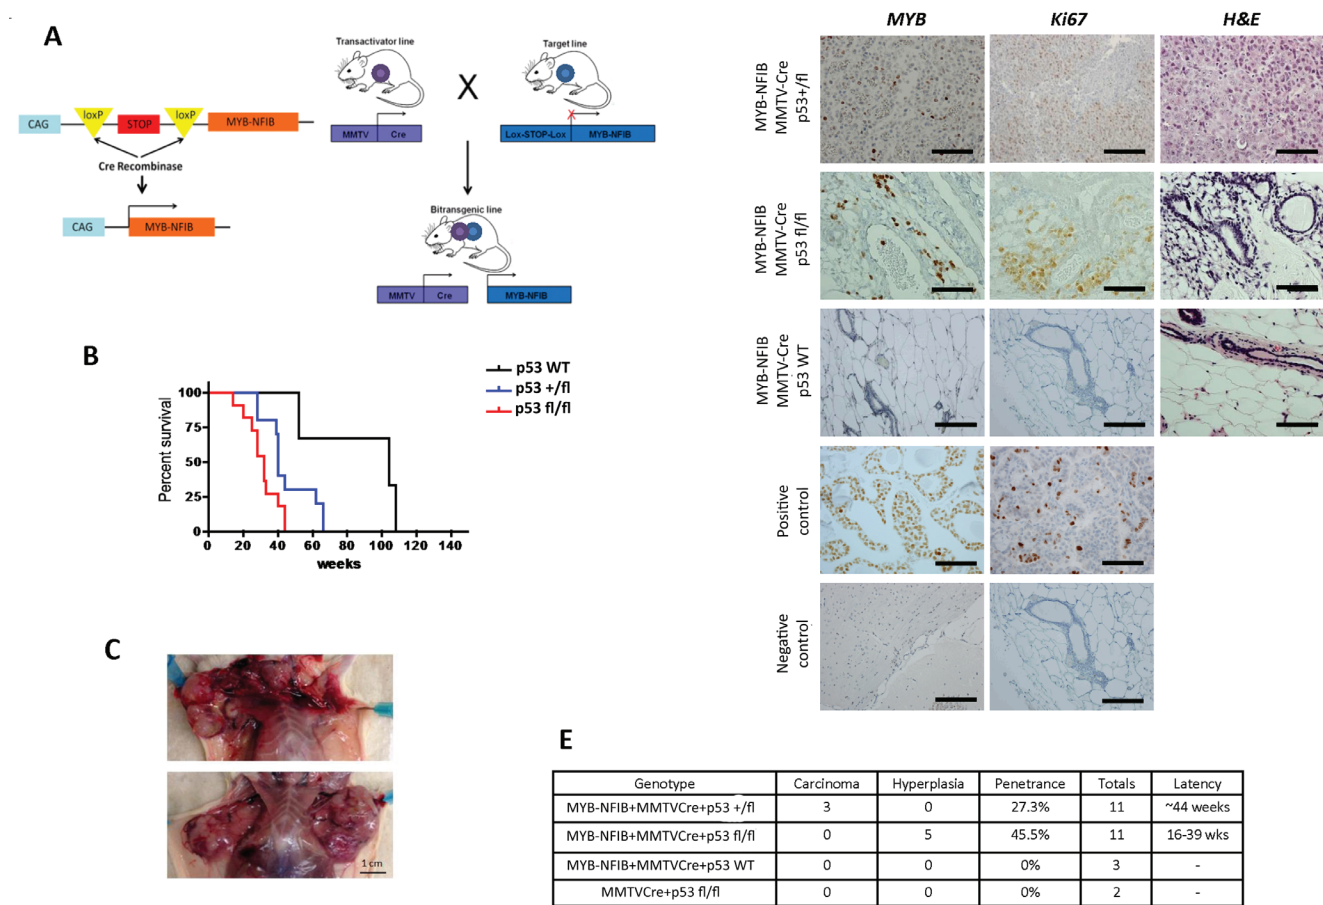 A
Transactivator line
Target line
X
loxP
loxP
CAG
STOP
MYB-NFIB
MMTV
Cre
Lox-STOP-Lox
MYB-NFIB
Cre Recombinase
CAG
MYB-NFIB
Bitransgenic line
MMTV
Cre
MYB-NFIB
B
p53 WT
p53 +/fl
p53 fl/fl
Percent survival
100
75
50
25
0
0 20 40 60 80 100 120 140
weeks
C
1 cm
MYB Ki67 H&E
MYB-NFIB
MMTV-Cre
p53+/fl
MYB-NFIB
MMTV-Cre
p53 fl/fl
MYB-NFIB
MMTV-Cre
p53 WT
Positive
control
Negative
control
E
Genotype Carcinoma Hyperplasia Penetrance Totals Latency
MYB-NFIB+MMTVCre+p53 +/fl 3 0 27.3% 11 ~44 weeks
MYB-NFIB+MMTVCre+p53 fl/fl 0 5 45.5% 11 16-39 wks
MYB-NFIB+MMTVCre+p53 WT 0 0 0% 3 -
MMTVCre+p53 fl/fl 0 0 0% 2 -